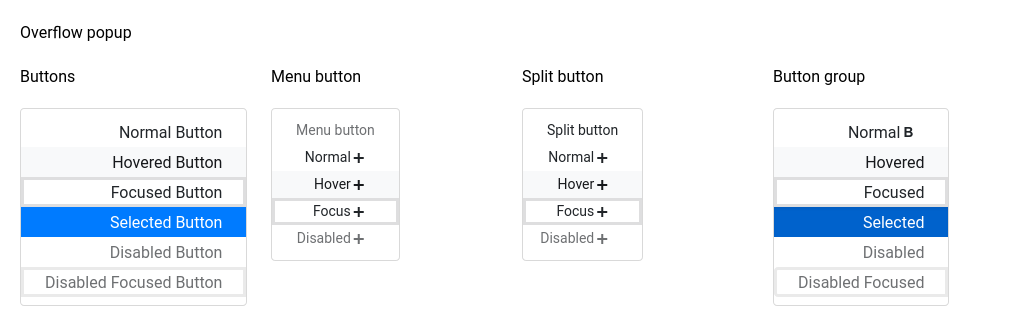 Overflow popup
Buttons
Normal Button
Hovered Button
Focused Button
Selected Button
Disabled Button
Disabled Focused Button
Menu button
Menu button
Normal
Hover
Focus
Disabled
Split button
Split button
Normal
Hover
Focus
Disabled
Button group
Normal B
Hovered
Focused
Selected
Disabled
Disabled Focused